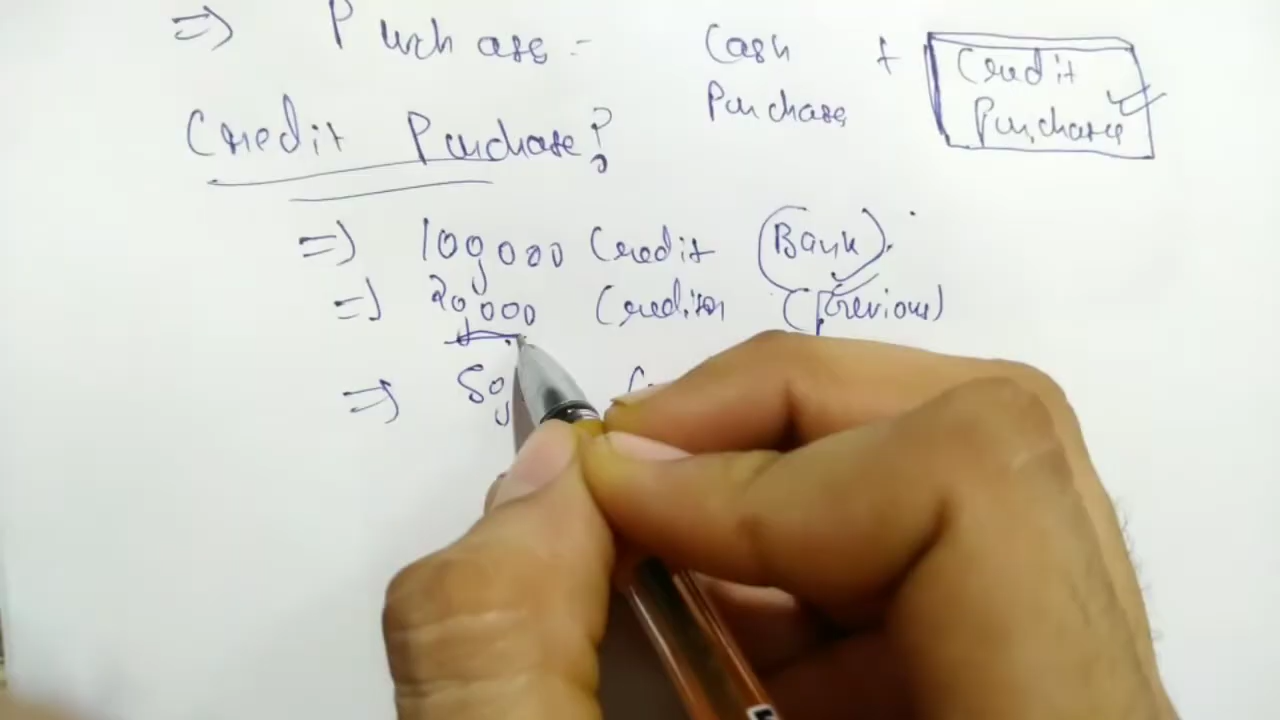 => Purchase = Cash Purchase + Credit Purchase
Credit Purchase?
=> 100,000 Credit (Bank).
=> 20,000 Creditor (Previous)
=> 50,